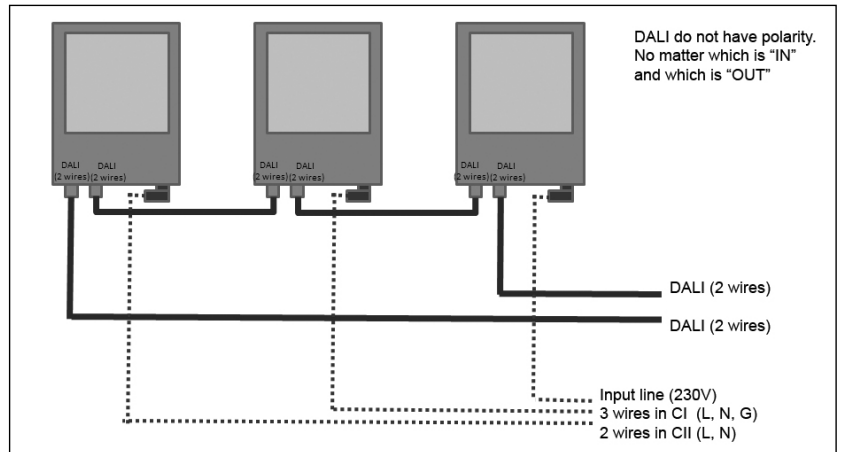 DALI do not have polarity.
No matter which is "IN"
and which is "OUT"
DALI DALI
(2 wires) (2 wires)
DALI DALI
(2 wires) (2 wires)
DALI DALI
(2 wires) (2 wires)
DALI (2 wires)
DALI (2 wires)
Input line (230V)
3 wires in CI (L, N, G)
2 wires in CII (L, N)